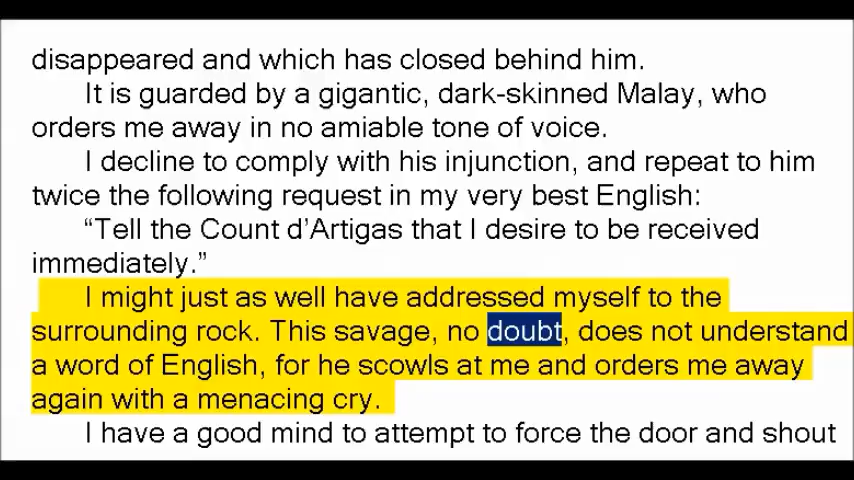 disappeared and which has closed behind him.
It is guarded by a gigantic, dark-skinned Malay, who
orders me away in no amiable tone of voice.
I decline to comply with his injunction, and repeat to him
twice the following request in my very best English:
“Tell the Count d’Artigas that I desire to be received
immediately.”
I might just as well have addressed myself to the
surrounding rock. This savage, no doubt, does not understand
a word of English, for he scowls at me and orders me away
again with a menacing cry.
I have a good mind to attempt to force the door and shout